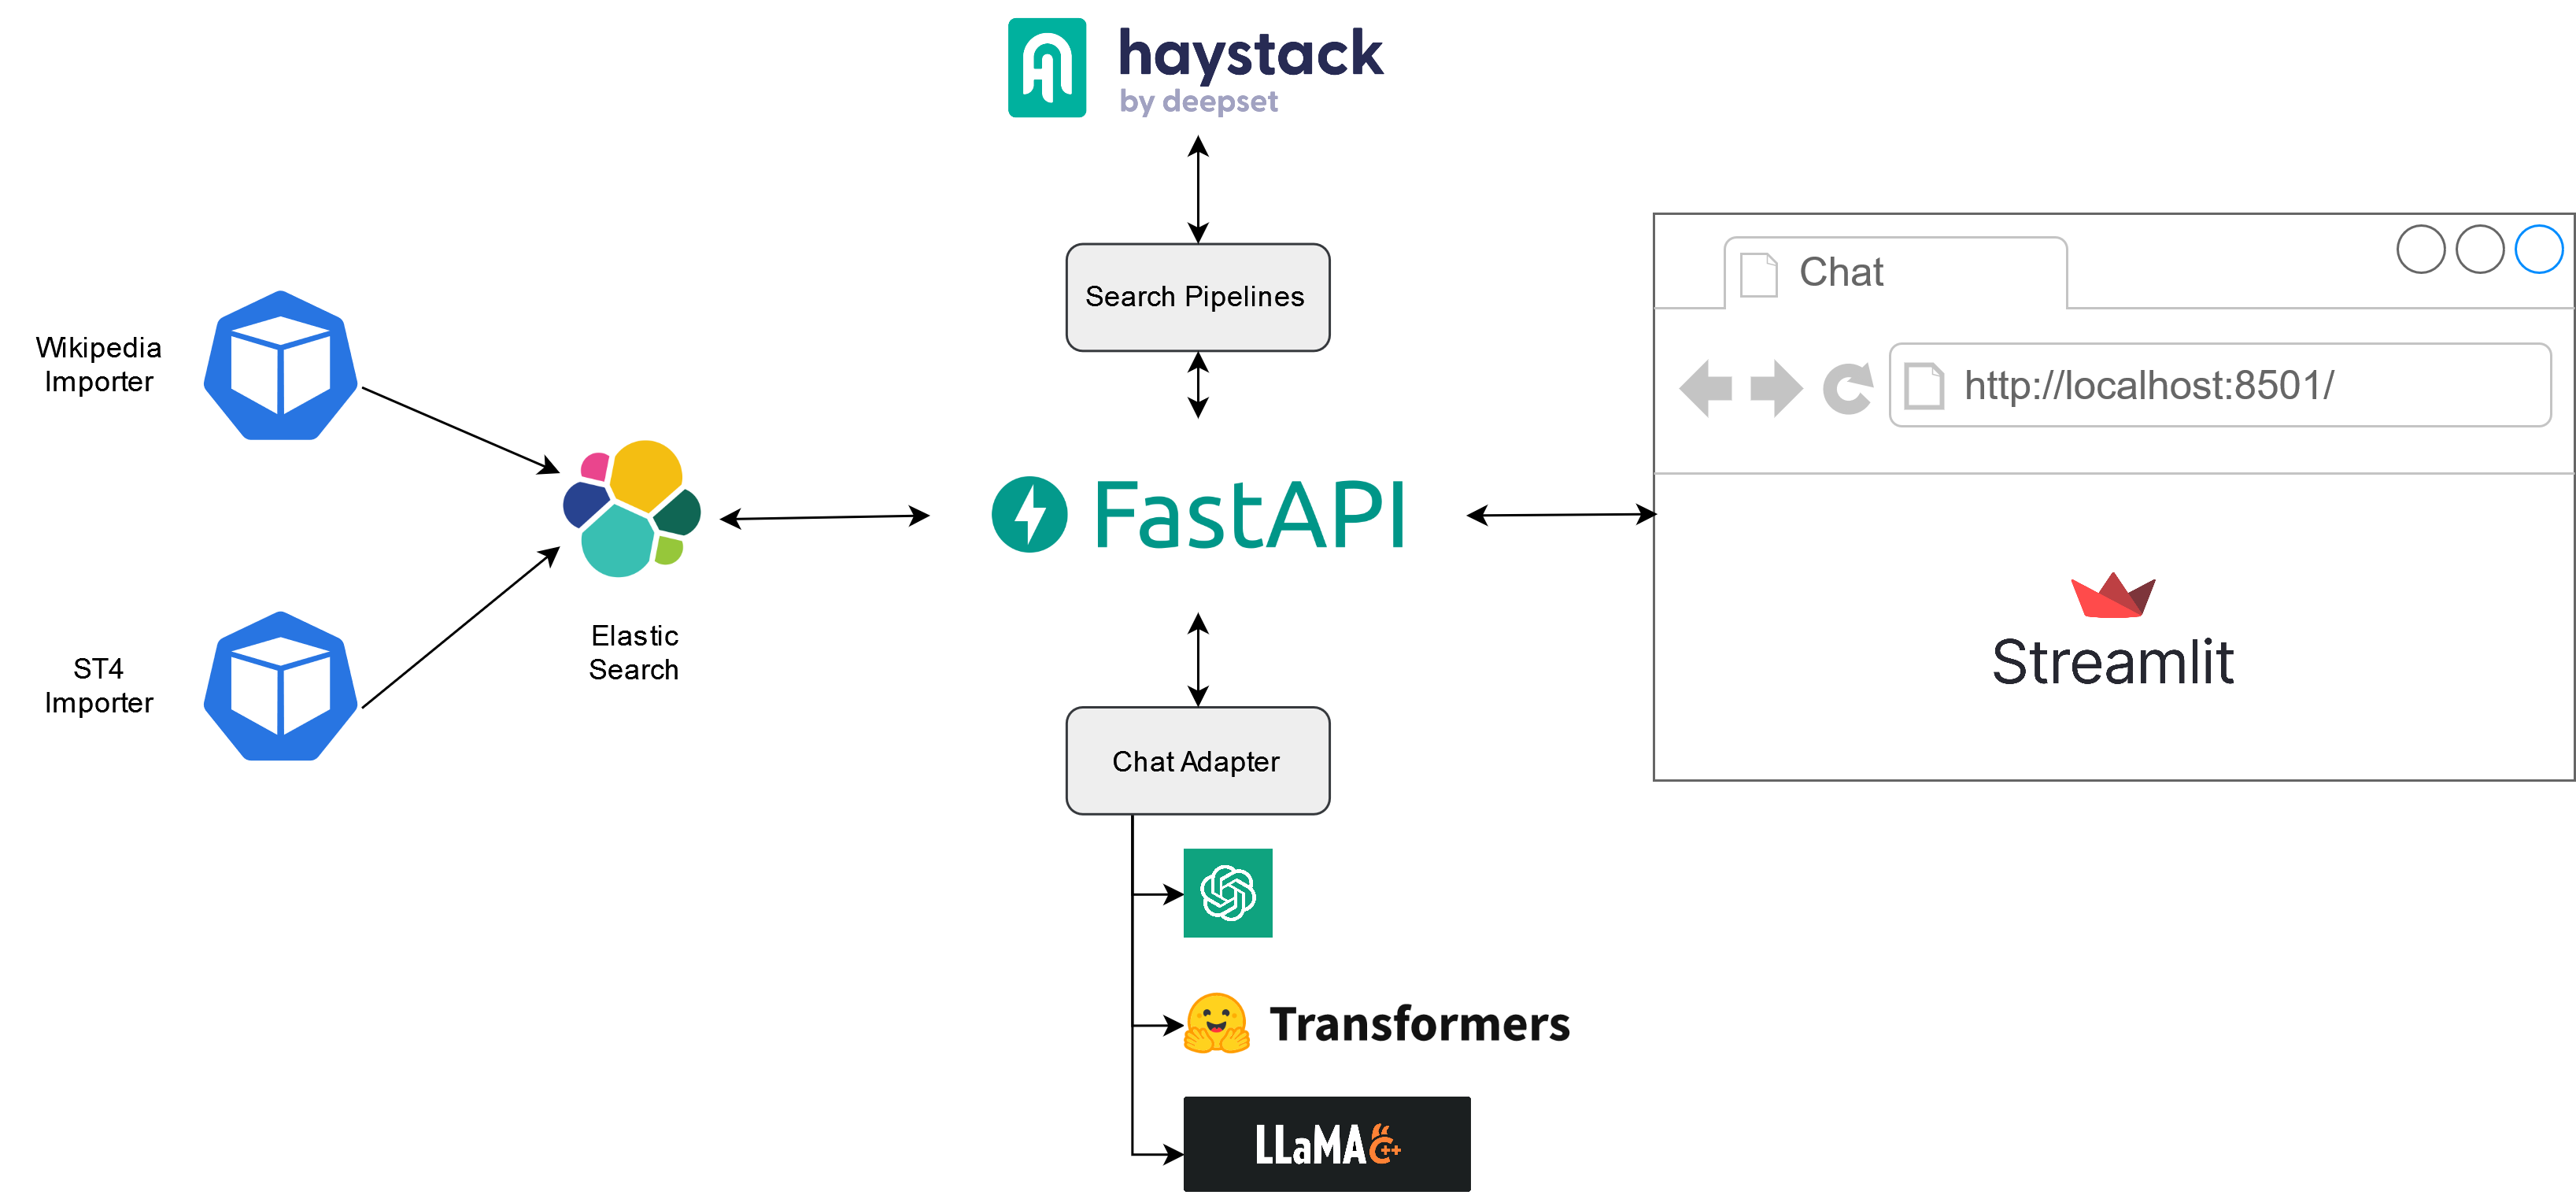 haystack
by deepset
Search Pipelines
Wikipedia
Importer
ST4
Importer
Elastic
Search
FastAPI
Chat
http://localhost:8501/
Streamlit
Chat Adapter
Transformers
LLaMA C++